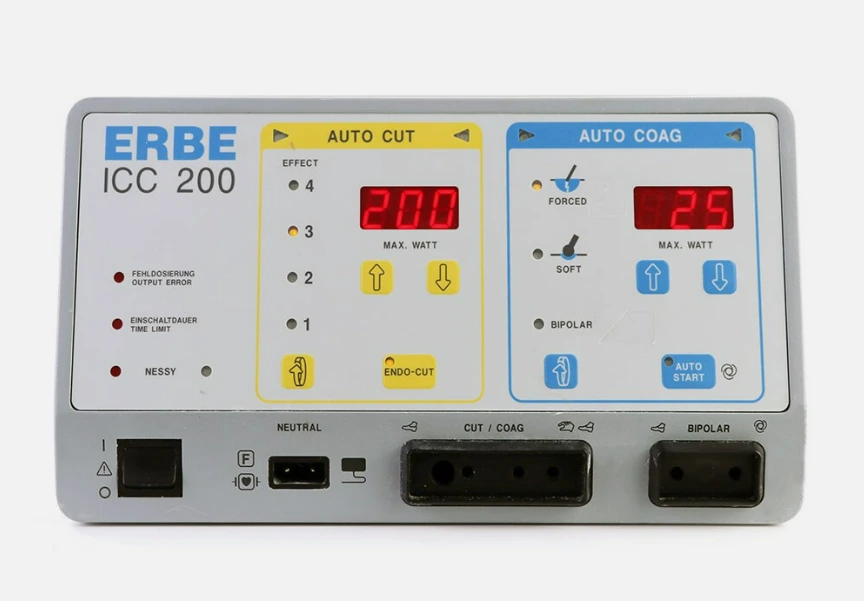 ERBE
ICC 200
FEHLDOSIERUNG
OUTPUT ERROR
EINSCHALTDAUER
TIME LIMIT
NESSY
AUTO CUT
EFFECT
4
3
2
1
200
MAX. WATT
ENDO-CUT
AUTO COAG
FORCED
SOFT
BIPOLAR
25
MAX. WATT
AUTO
START
I
O
NEUTRAL
F
CUT / COAG
BIPOLAR